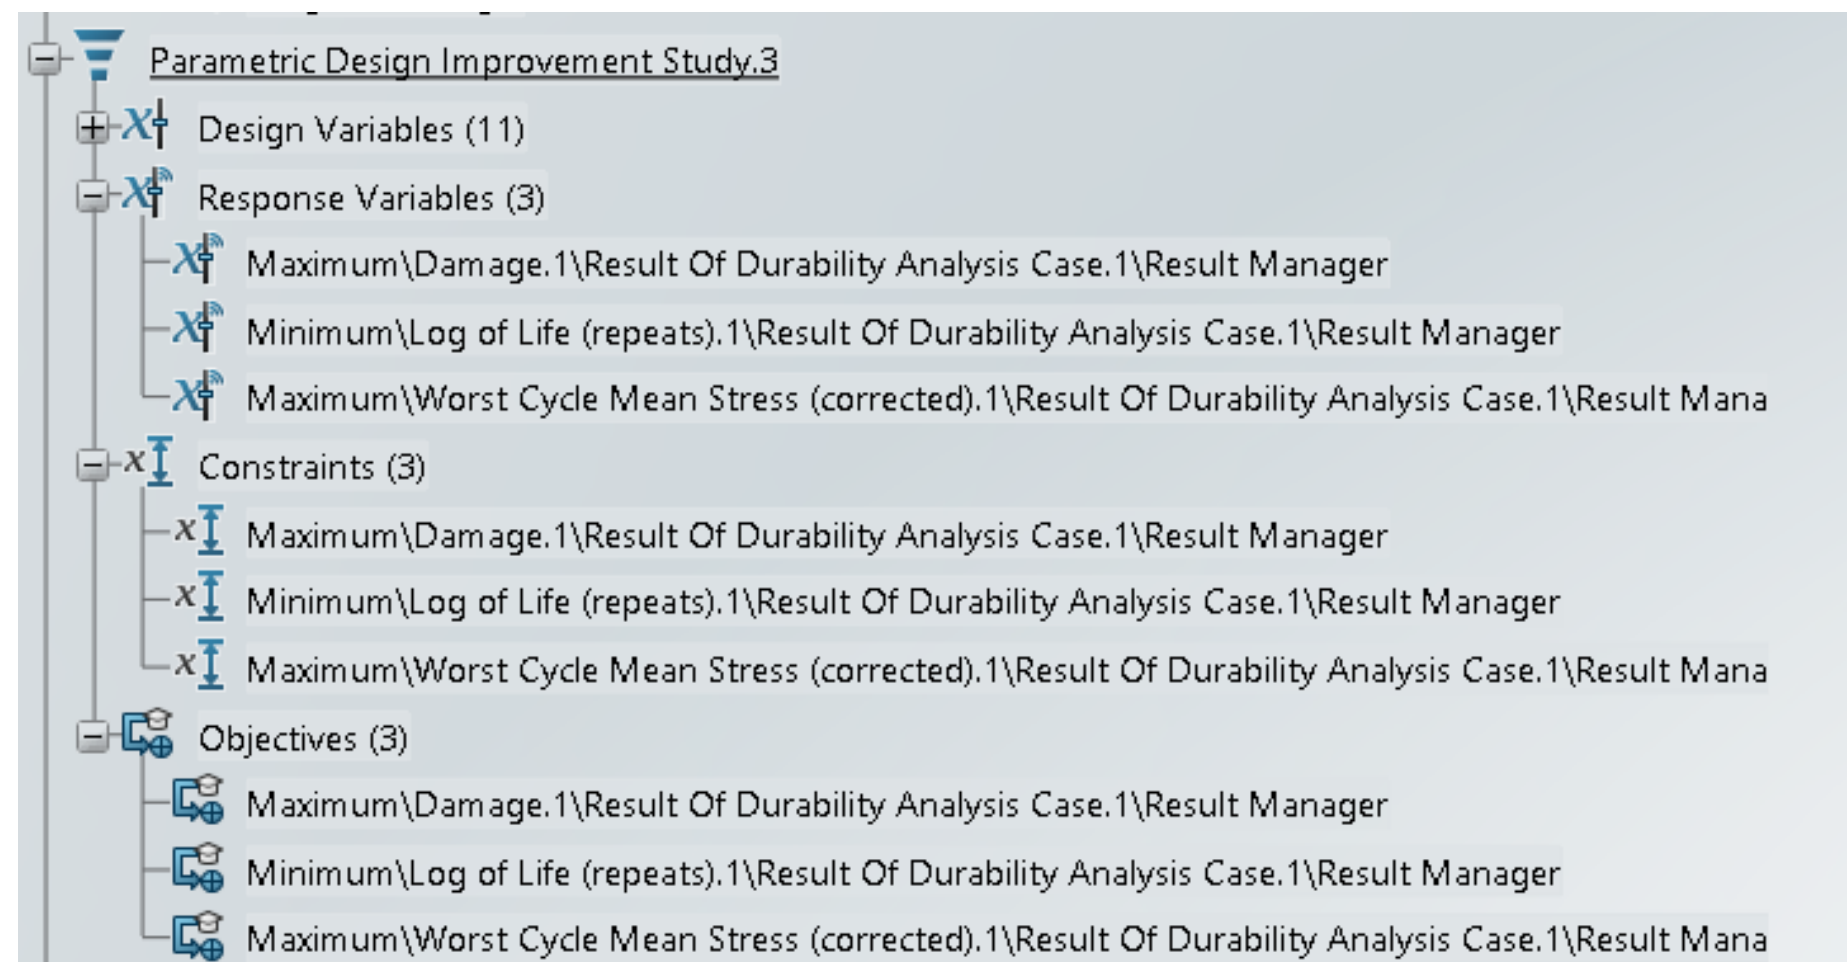 Parametric Design Improvement Study.3
Design Variables (11)
Response Variables (3)
Maximum\Damage.1\Result Of Durability Analysis Case.1\Result Manager
Minimum\Log of Life (repeats).1\Result Of Durability Analysis Case.1\Result Manager
Maximum\Worst Cycle Mean Stress (corrected).1\Result Of Durability Analysis Case.1\Result Mana
Constraints (3)
Maximum\Damage.1\Result Of Durability Analysis Case.1\Result Manager
Minimum\Log of Life (repeats).1\Result Of Durability Analysis Case.1\Result Manager
Maximum\Worst Cycle Mean Stress (corrected).1\Result Of Durability Analysis Case.1\Result Mana
Objectives (3)
Maximum\Damage.1\Result Of Durability Analysis Case.1\Result Manager
Minimum\Log of Life (repeats).1\Result Of Durability Analysis Case.1\Result Manager
Maximum\Worst Cycle Mean Stress (corrected).1\Result Of Durability Analysis Case.1\Result Mana